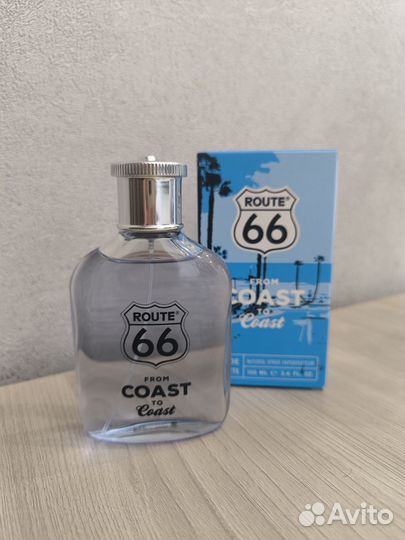 ROUTE®
66
FROM
COAST
TO
Coast
NATURAL SPRAY VAPORISATEUR
100 ML ℮ 3.4 FL. OZ.
ROUTE®
66
FROM
COAST
TO
Coast
Avito